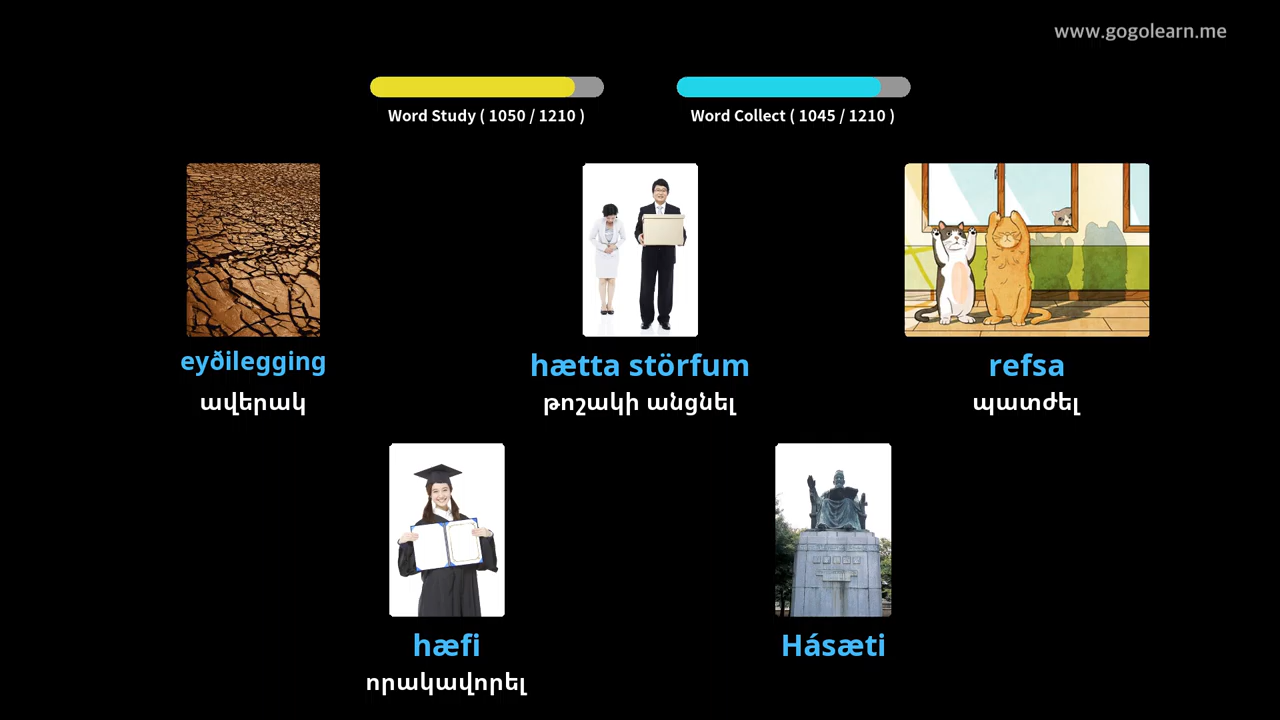 www.gogolearn.me
Word Study ( 1050 / 1210 )
Word Collect ( 1045 / 1210 )
eyðilegging
ավերակ
hætta störfum
թոշակի անցնել
refsa
պատժել
hæfi
որակավորել
Hásæti